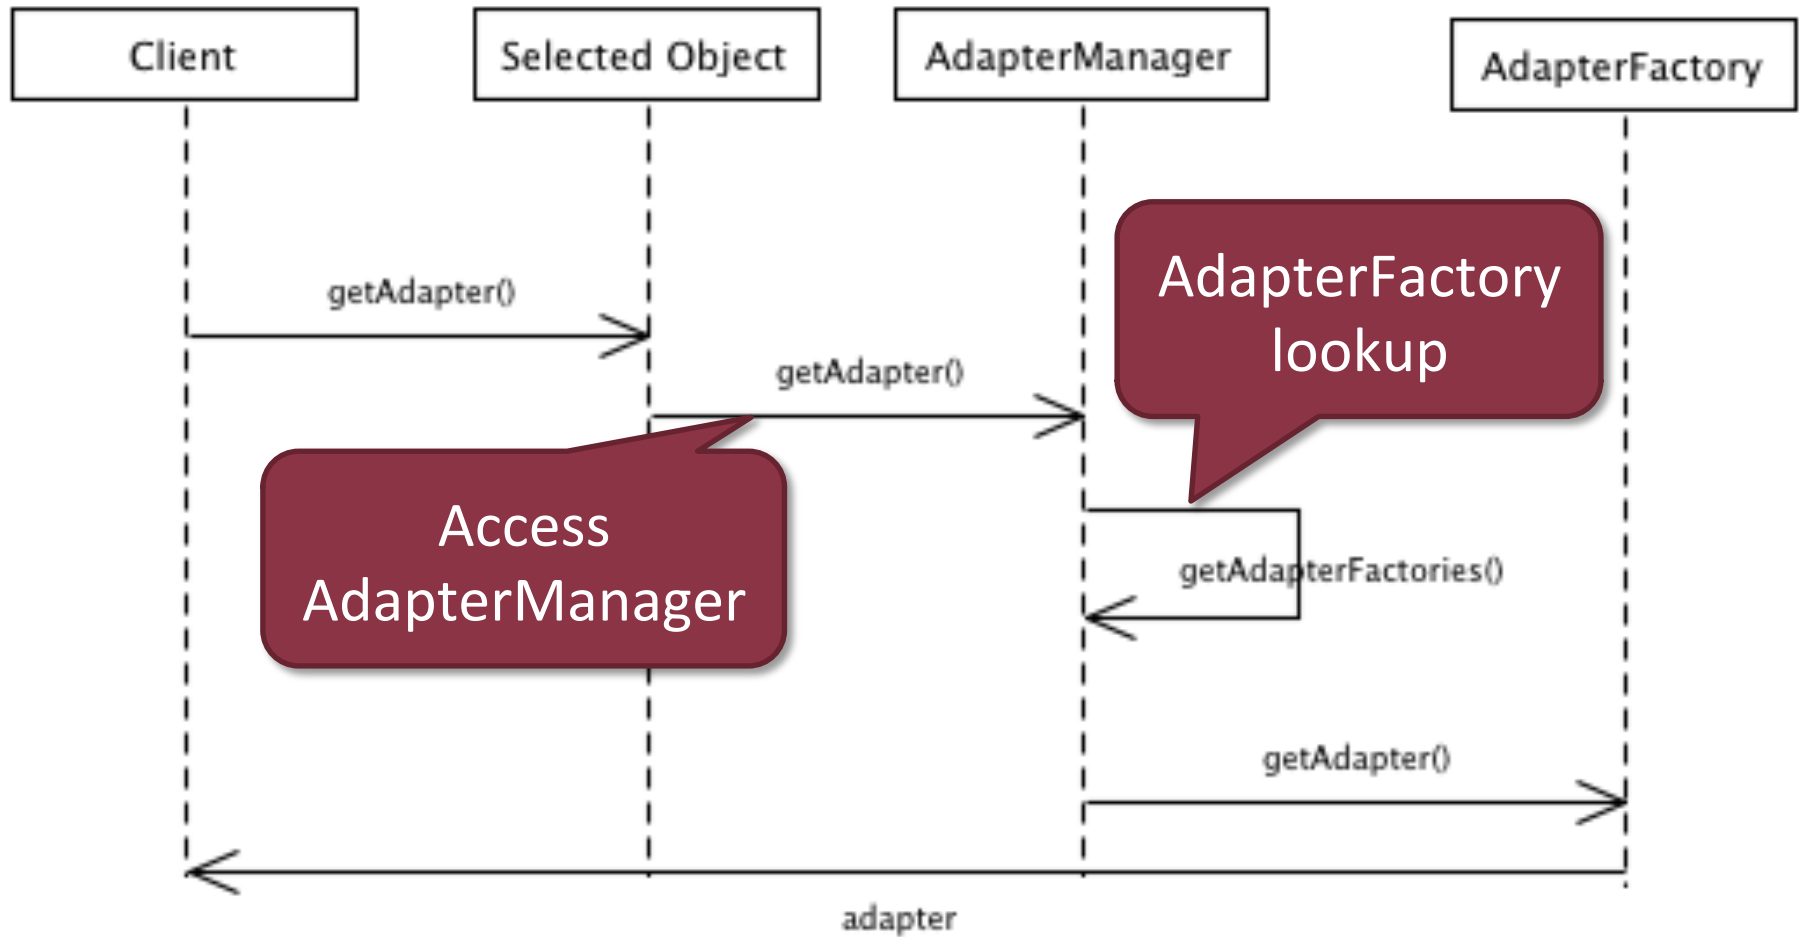 Client
Selected Object
AdapterManager
AdapterFactory
getAdapter()
getAdapter()
AdapterFactory
lookup
Access
AdapterManager
getAdapterFactories()
getAdapter()
adapter